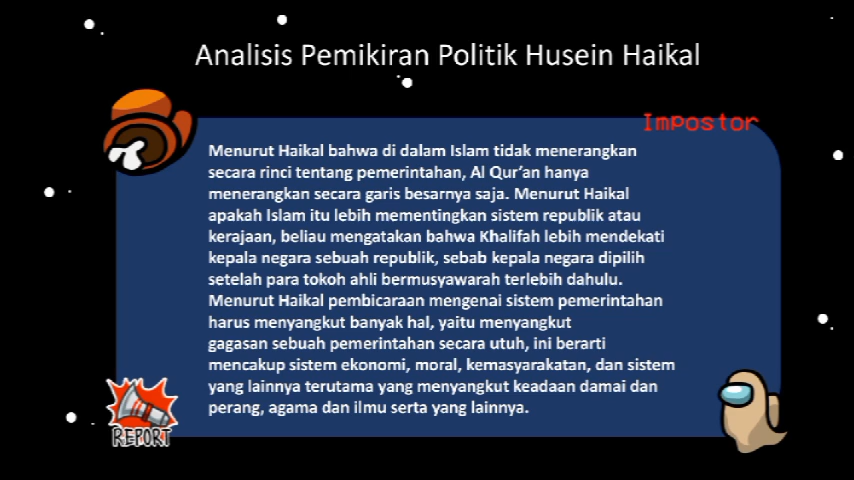 Analisis Pemikiran Politik Husein Haikal
Impostor
Menurut Haikal bahwa di dalam Islam tidak menerangkan
secara rinci tentang pemerintahan, Al Qur'an hanya
menerangkan secara garis besarnya saja. Menurut Haikal
apakah Islam itu lebih mementingkan sistem republik atau
kerajaan, beliau mengatakan bahwa Khalifah lebih mendekati
kepala negara sebuah republik, sebab kepala negara dipilih
setelah para tokoh ahli bermusyawarah terlebih dahulu.
Menurut Haikal pembicaraan mengenai sistem pemerintahan
harus menyangkut banyak hal, yaitu menyangkut
gagasan sebuah pemerintahan secara utuh, ini berarti
mencakup sistem ekonomi, moral, kemasyarakatan, dan sistem
yang lainnya terutama yang menyangkut keadaan damai dan
perang, agama dan ilmu serta yang lainnya.
REPORT